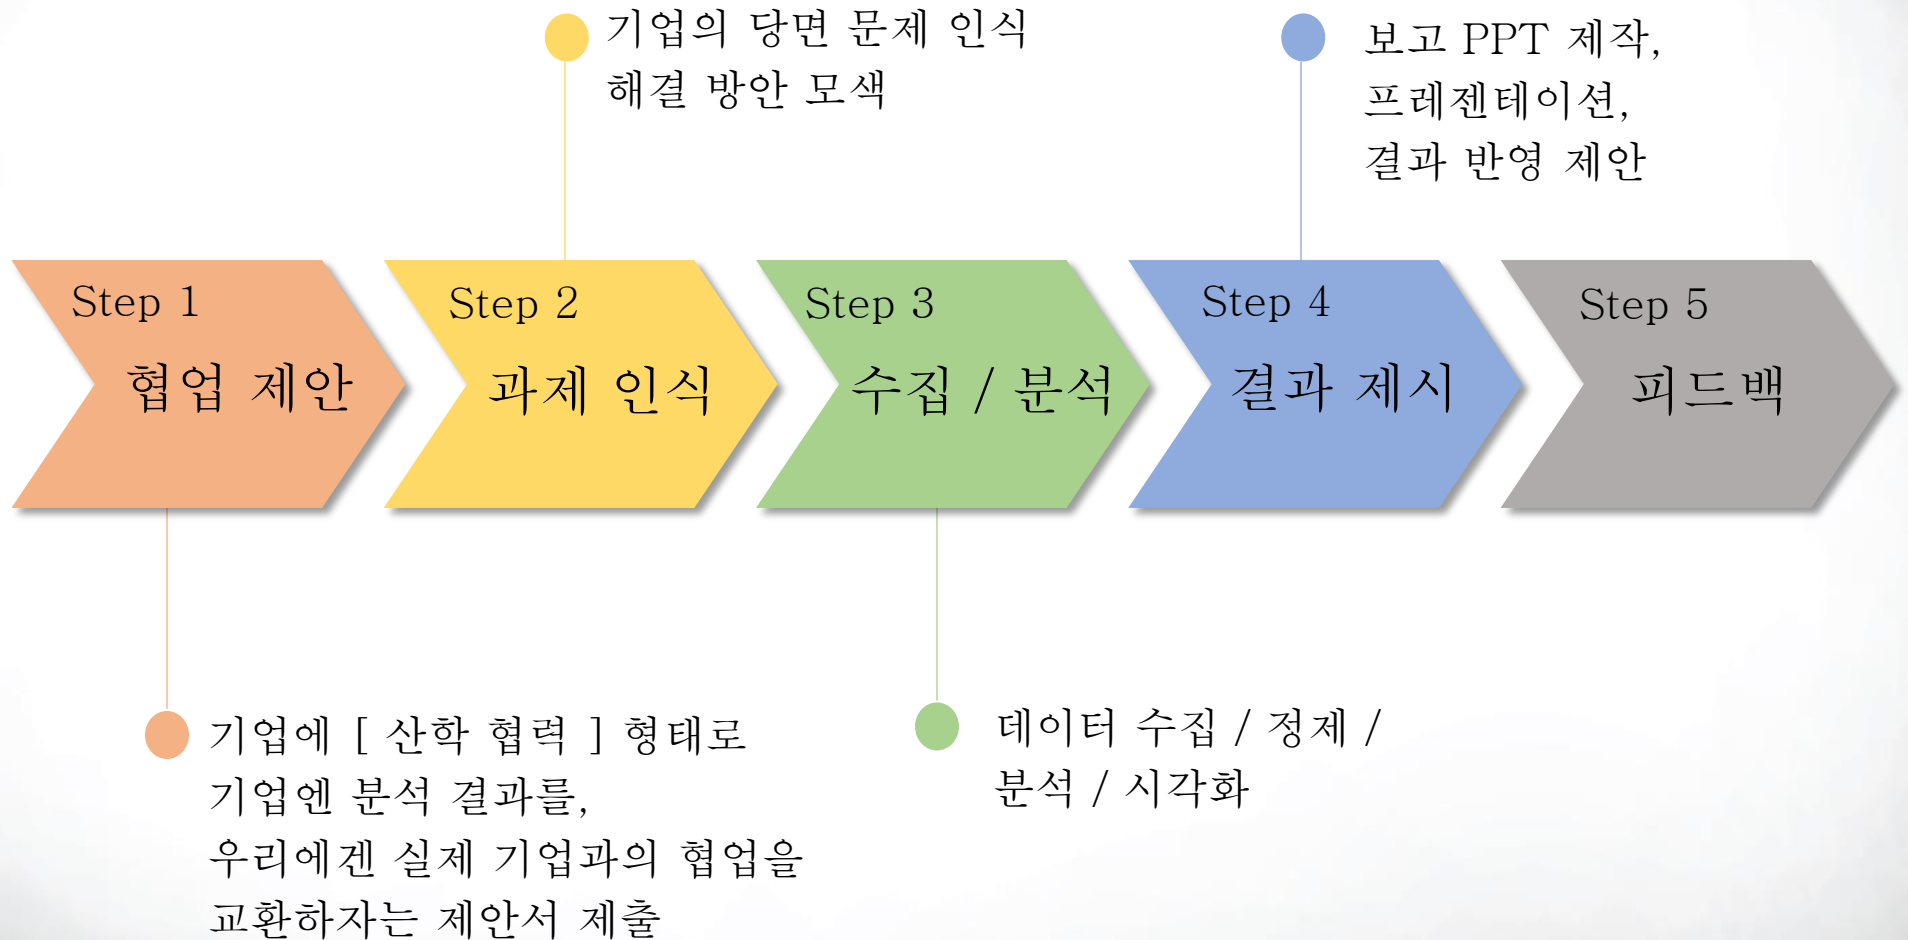 기업의 당면 문제 인식
해결 방안 모색
보고 PPT 제작,
프레젠테이션,
결과 반영 제안
Step 1
협업 제안
Step 2
과제 인식
Step 3
수집 / 분석
Step 4
결과 제시
Step 5
피드백
기업에 [ 산학 협력 ] 형태로
기업엔 분석 결과를,
우리에겐 실제 기업과의 협업을
교환하자는 제안서 제출
데이터 수집 / 정제 /
분석 / 시각화